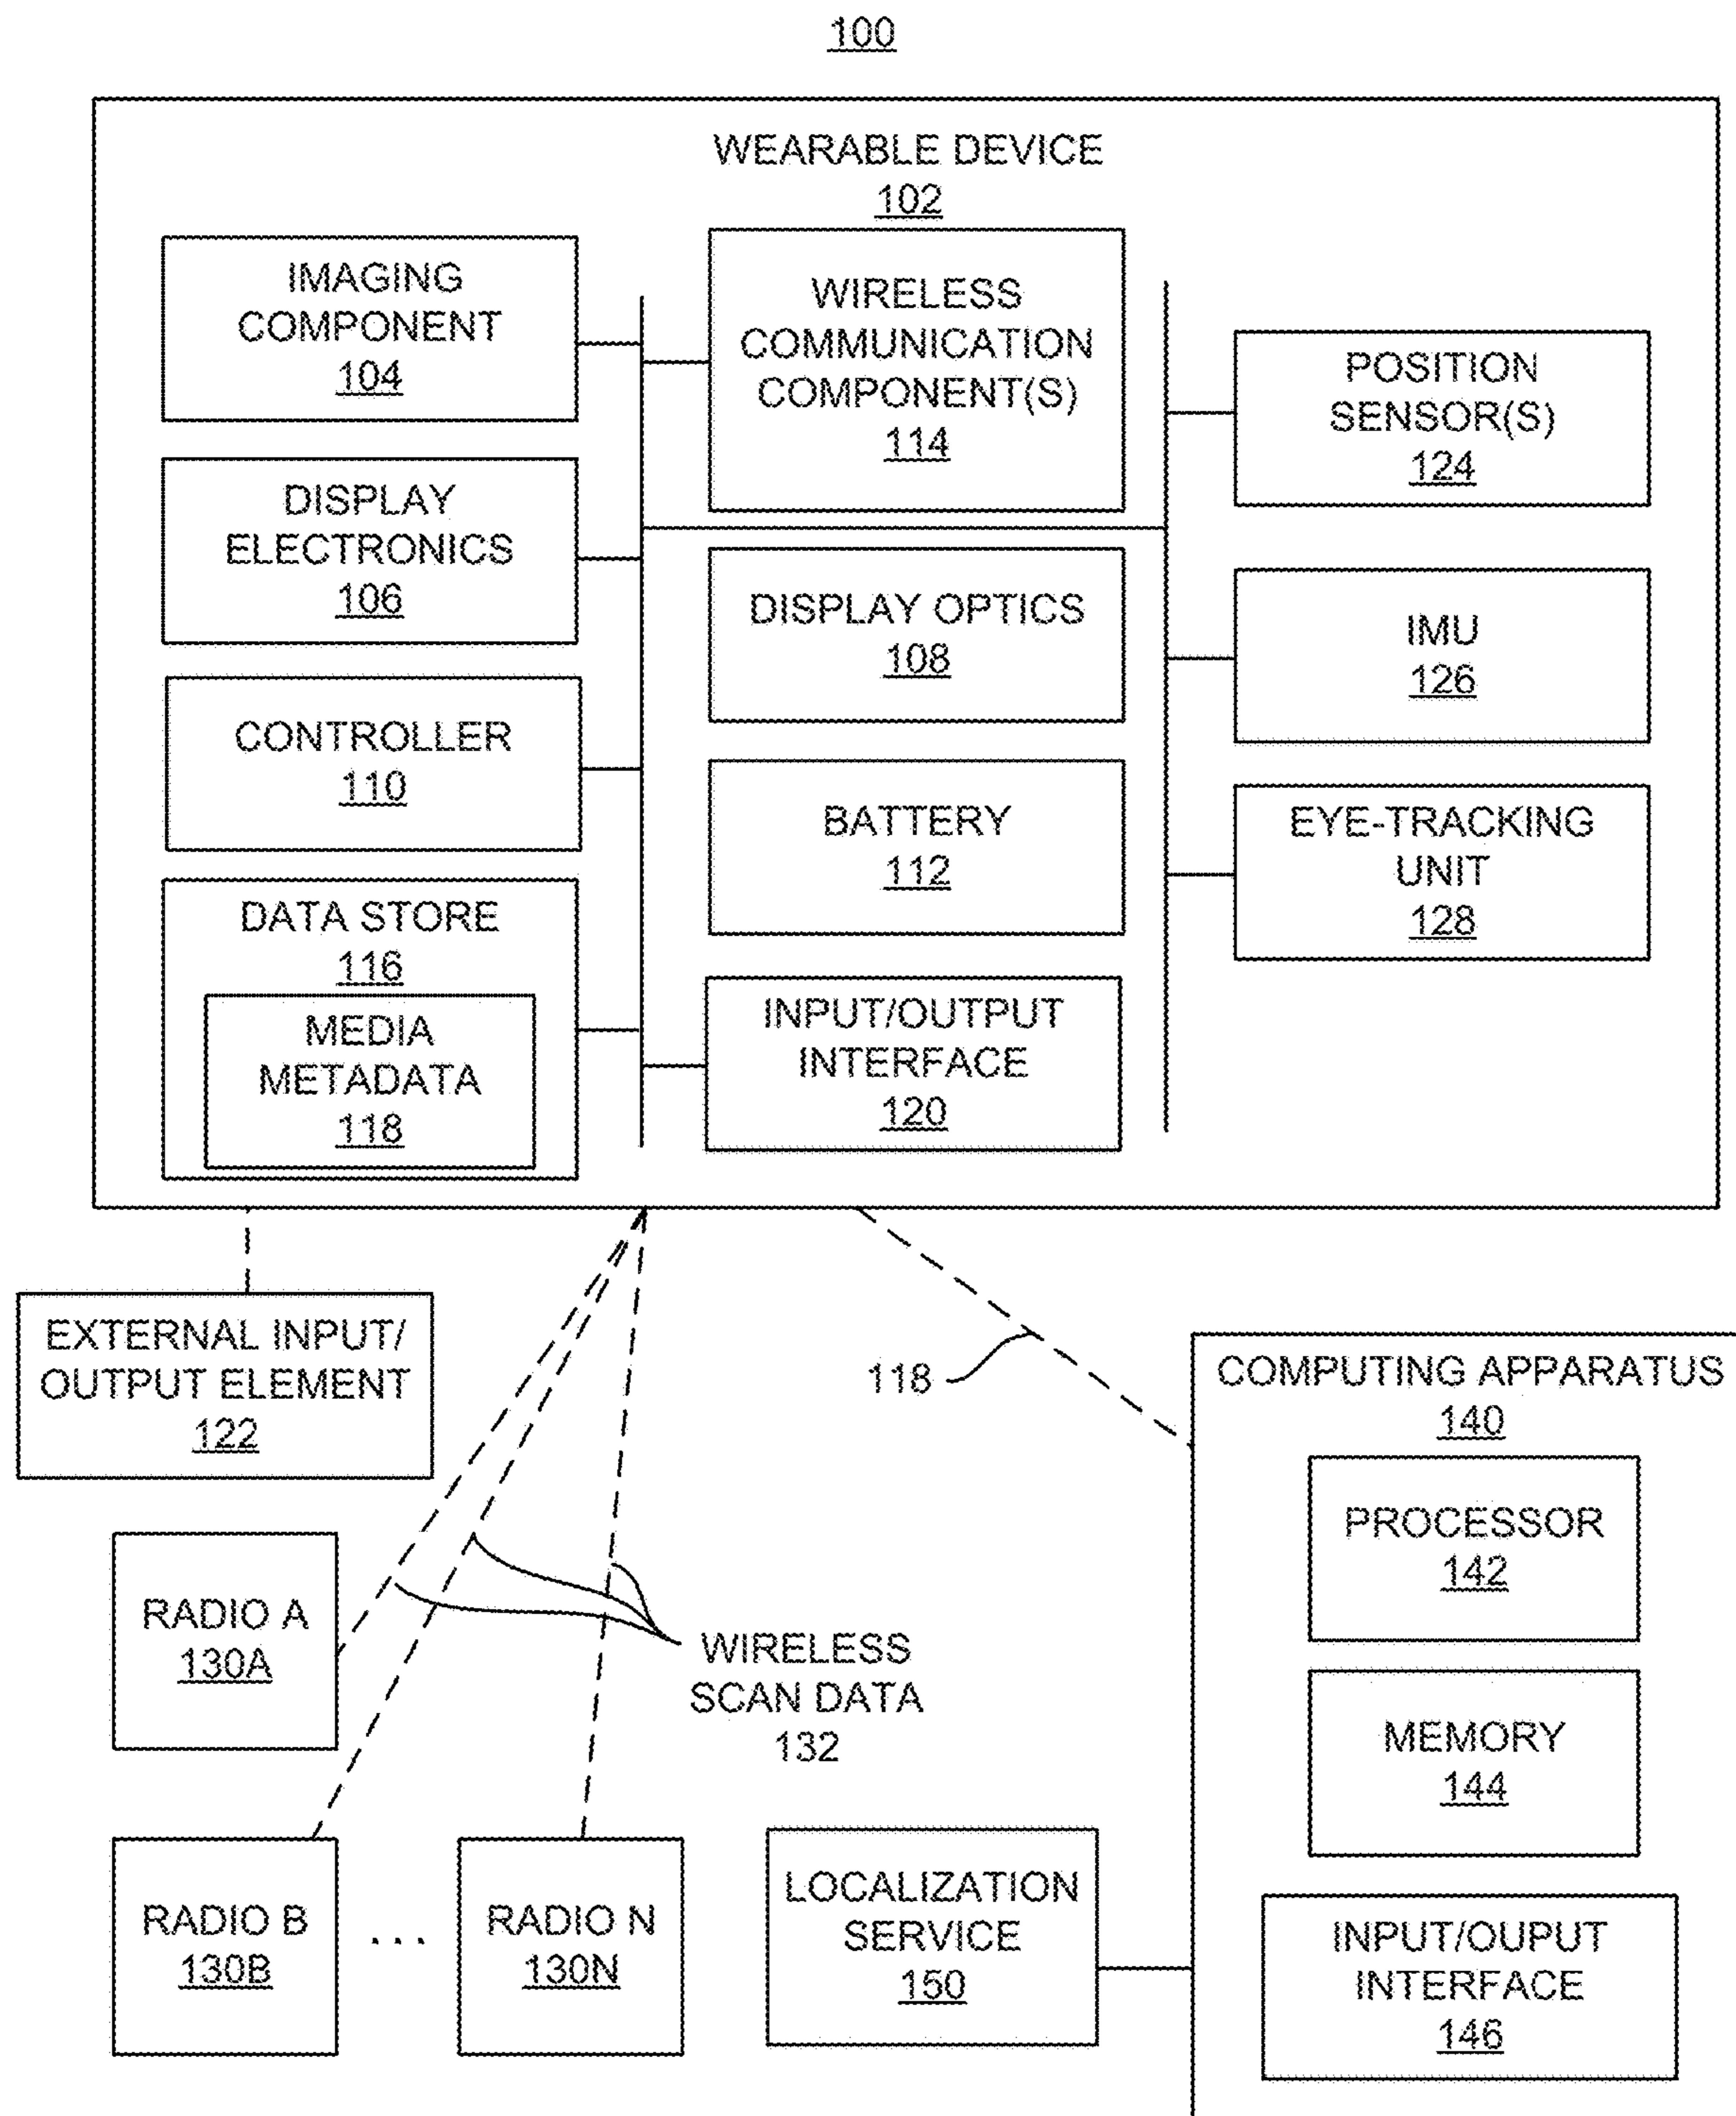 100
WEARABLE DEVICE
102
IMAGING
COMPONENT
104
DISPLAY
ELECTRONICS
106
CONTROLLER
110
DATA STORE
116
MEDIA
METADATA
118
WIRELESS
COMMUNICATION
COMPONENT(S)
114
DISPLAY OPTICS
108
BATTERY
112
INPUT/OUTPUT
INTERFACE
120
POSITION
SENSOR(S)
124
IMU
126
EYE-TRACKING
UNIT
128
EXTERNAL INPUT/
OUTPUT ELEMENT
122
118
RADIO A
130A
RADIO B
130B
. . .
RADIO N
130N
WIRELESS
SCAN DATA
132
LOCALIZATION
SERVICE
150
COMPUTING APPARATUS
140
PROCESSOR
142
MEMORY
144
INPUT/OUPUT
INTERFACE
146